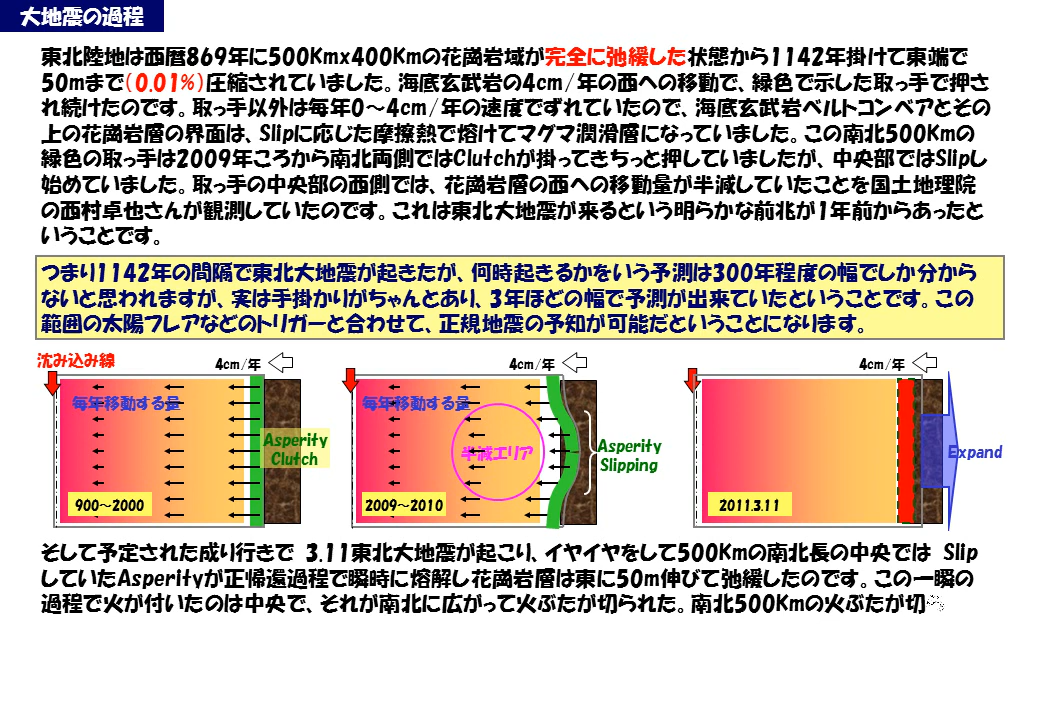 大地震の過程
東北陸地は西暦869年に500Kmx400Kmの花崗岩域が完全に弛緩した状態から1142年掛けて東端で
50mまで(0.01%)圧縮されていました。海底玄武岩の4cm/年の西への移動で、緑色で示した取っ手で押さ
れ続けたのです。取っ手以外は毎年0～4cm/年の速度でずれていたので、海底玄武岩ベルトコンベアとその
上の花崗岩層の界面は、Slipに応じた摩擦熱で熔けてマグマ潤滑層になっていました。この南北500Kmの
緑色の取っ手は2009年ころから南北両側ではClutchが掛ってきちっと押していましたが、中央部ではSlipし
始めていました。取っ手の中央部の西側では、花崗岩層の西への移動量が半減していたことを国土地理院
の西村卓也さんが観測していたのです。これは東北大地震が来るという明らかな前兆が1年前からあったと
いうことです。
つまり1142年の間隔で東北大地震が起きたが、何時起きるかをいう予測は300年程度の幅でしか分から
ないと思われますが、実は手掛かりがちゃんとあり、3年ほどの幅で予測が出来ていたということです。この
範囲の太陽フレアなどのトリガーと合わせて、正規地震の予知が可能だということになります。
沈み込み線
4cm/年
4cm/年
4cm/年
毎年移動する量
毎年移動する量
Asperity
Clutch
半減エリア
Asperity
Slipping
Expand
900～2000
2009～2010
2011.3.11
そして予定された成り行きで 3.11東北大地震が起こり、イヤイヤをして500Kmの南北長の中央では Slip
していたAsperityが正帰還過程で瞬時に熔解し花崗岩層は東に50m伸びて弛緩したのです。この一瞬の
過程で火が付いたのは中央で、それが南北に広がって火ぶたが切られた。南北500Kmの火ぶたが切